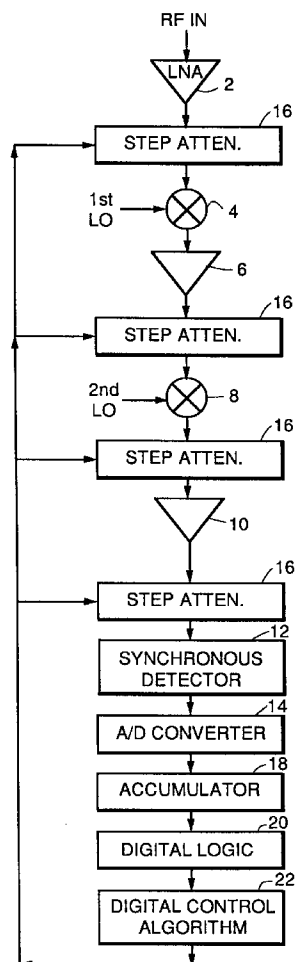 RF IN
LNA
2
16
STEP ATTEN.
1st
LO
4
6
16
STEP ATTEN.
2nd
LO
8
16
STEP ATTEN.
10
16
STEP ATTEN.
12
SYNCHRONOUS
DETECTOR
14
A/D CONVERTER
18
ACCUMULATOR
20
DIGITAL LOGIC
22
DIGITAL CONTROL
ALGORITHM